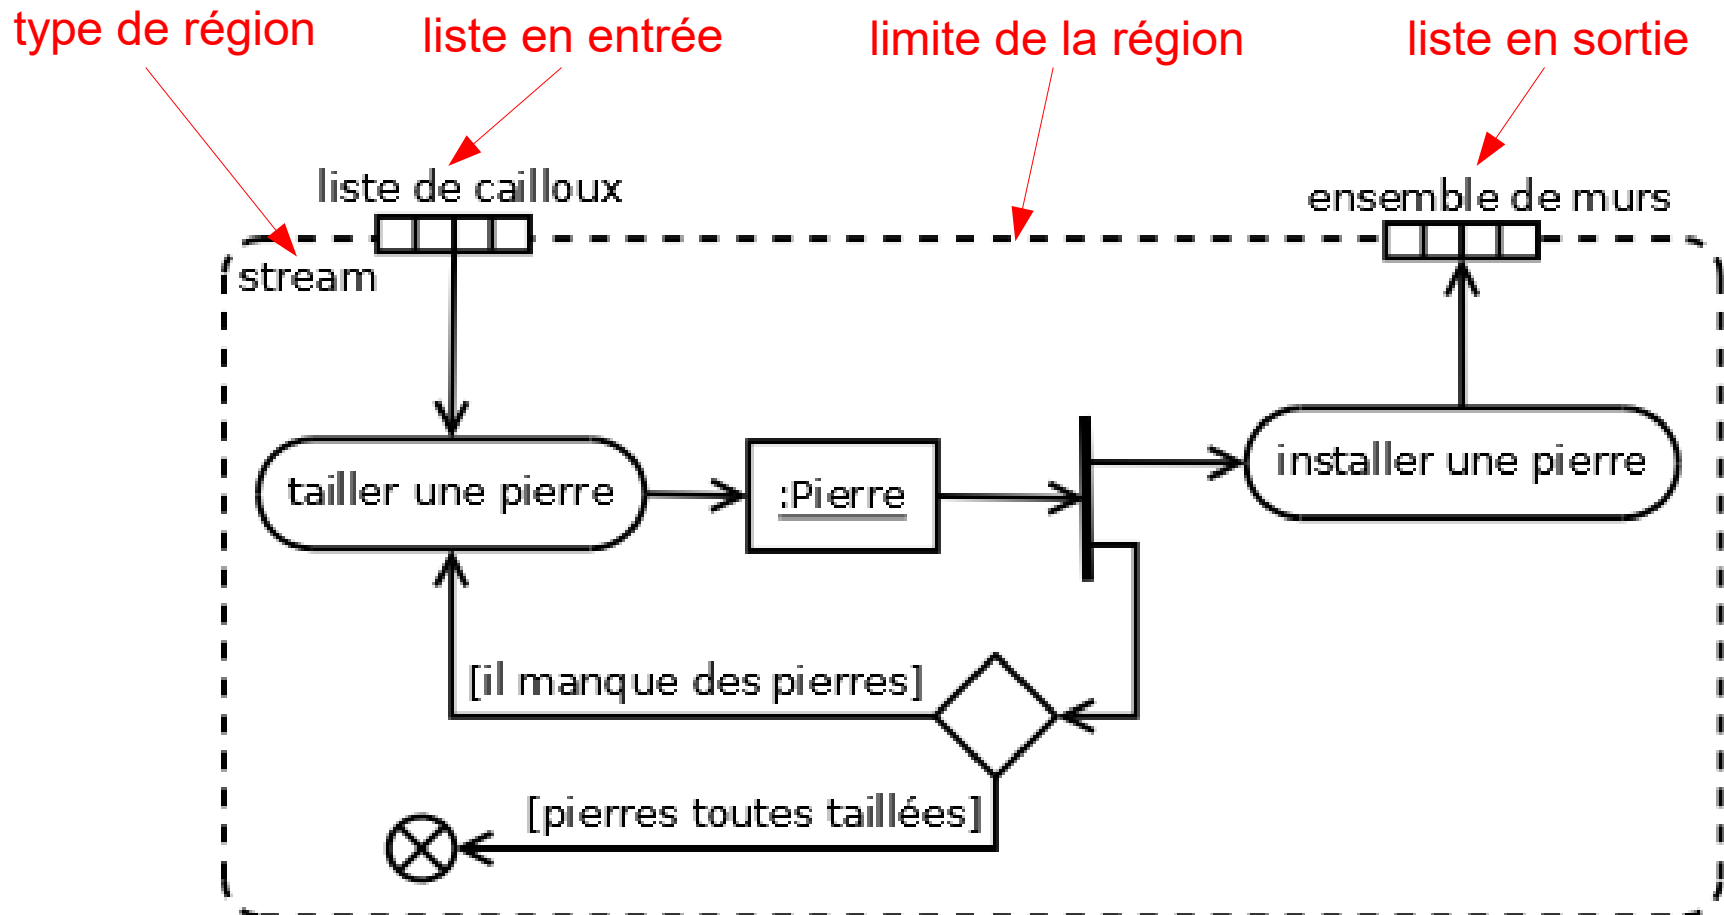 type de région
liste en entrée
limite de la région
liste en sortie
liste de cailloux
ensemble de murs
stream
tailler une pierre
:Pierre
installer une pierre
[il manque des pierres]
[pierres toutes taillées]